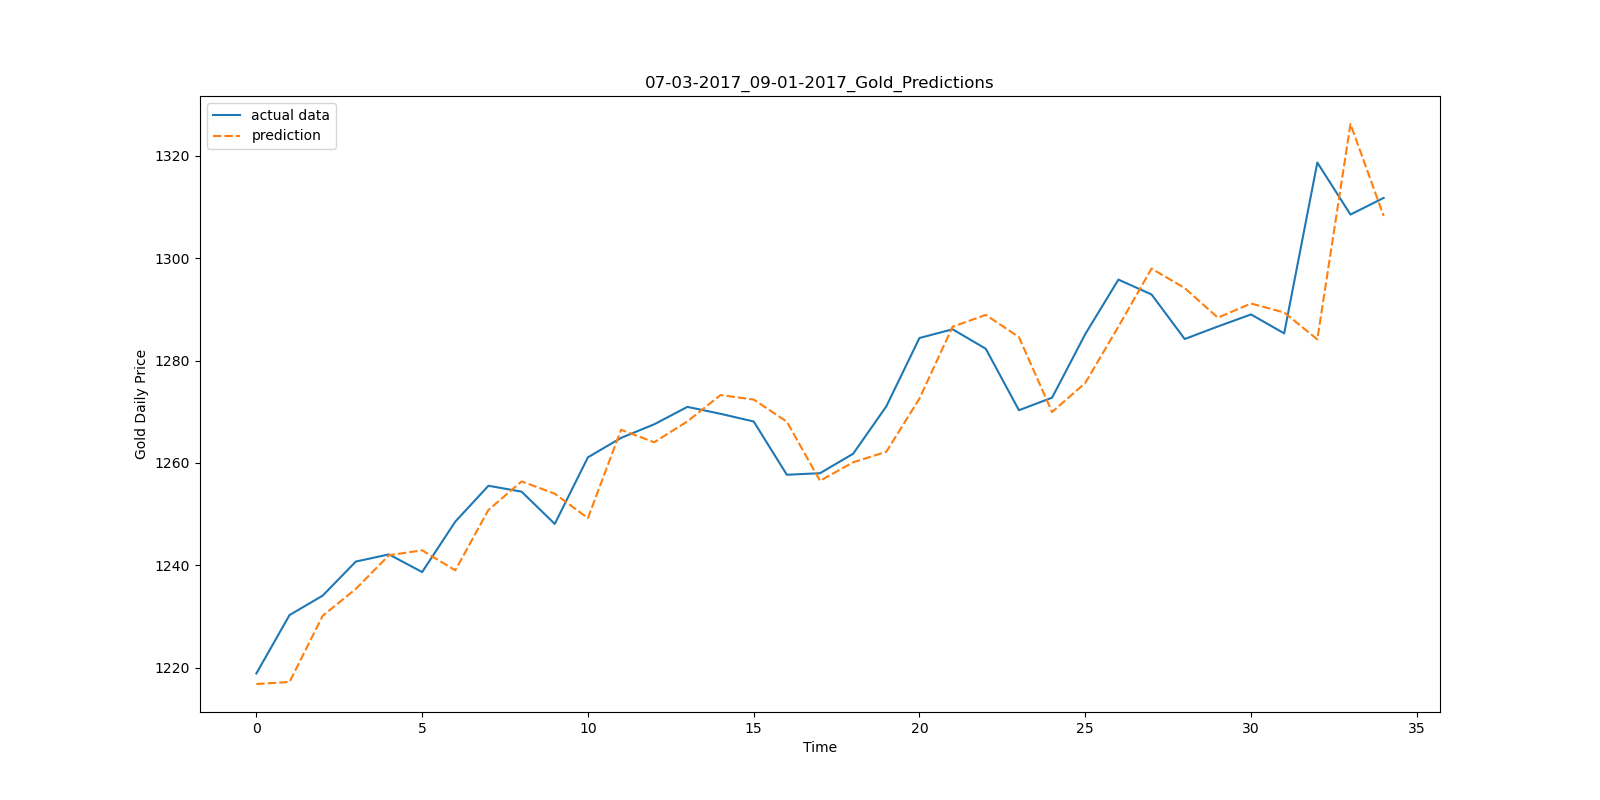 07-03-2017_09-01-2017_Gold_Predictions
actual data
prediction
1320
1300
1280
1260
1240
1220
Gold Daily Price
0 5 10 15 20 25 30 35
Time